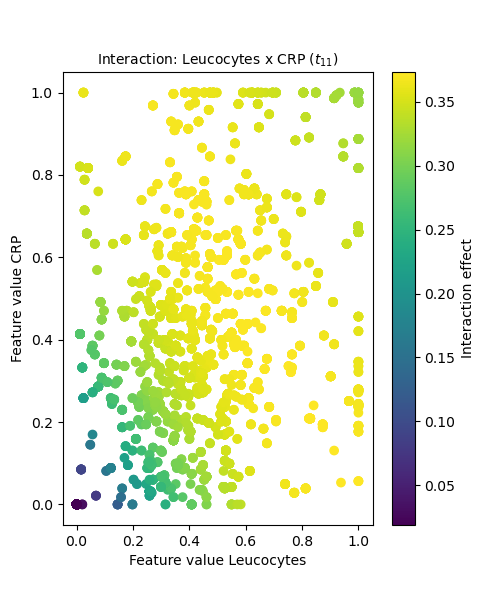 Interaction: Leucocytes x CRP (t₁₁)
Feature value CRP
1.0
0.8
0.6
0.4
0.2
0.0
0.0 0.2 0.4 0.6 0.8 1.0
Feature value Leucocytes
0.35
0.30
0.25
0.20
0.15
0.10
0.05
Interaction effect